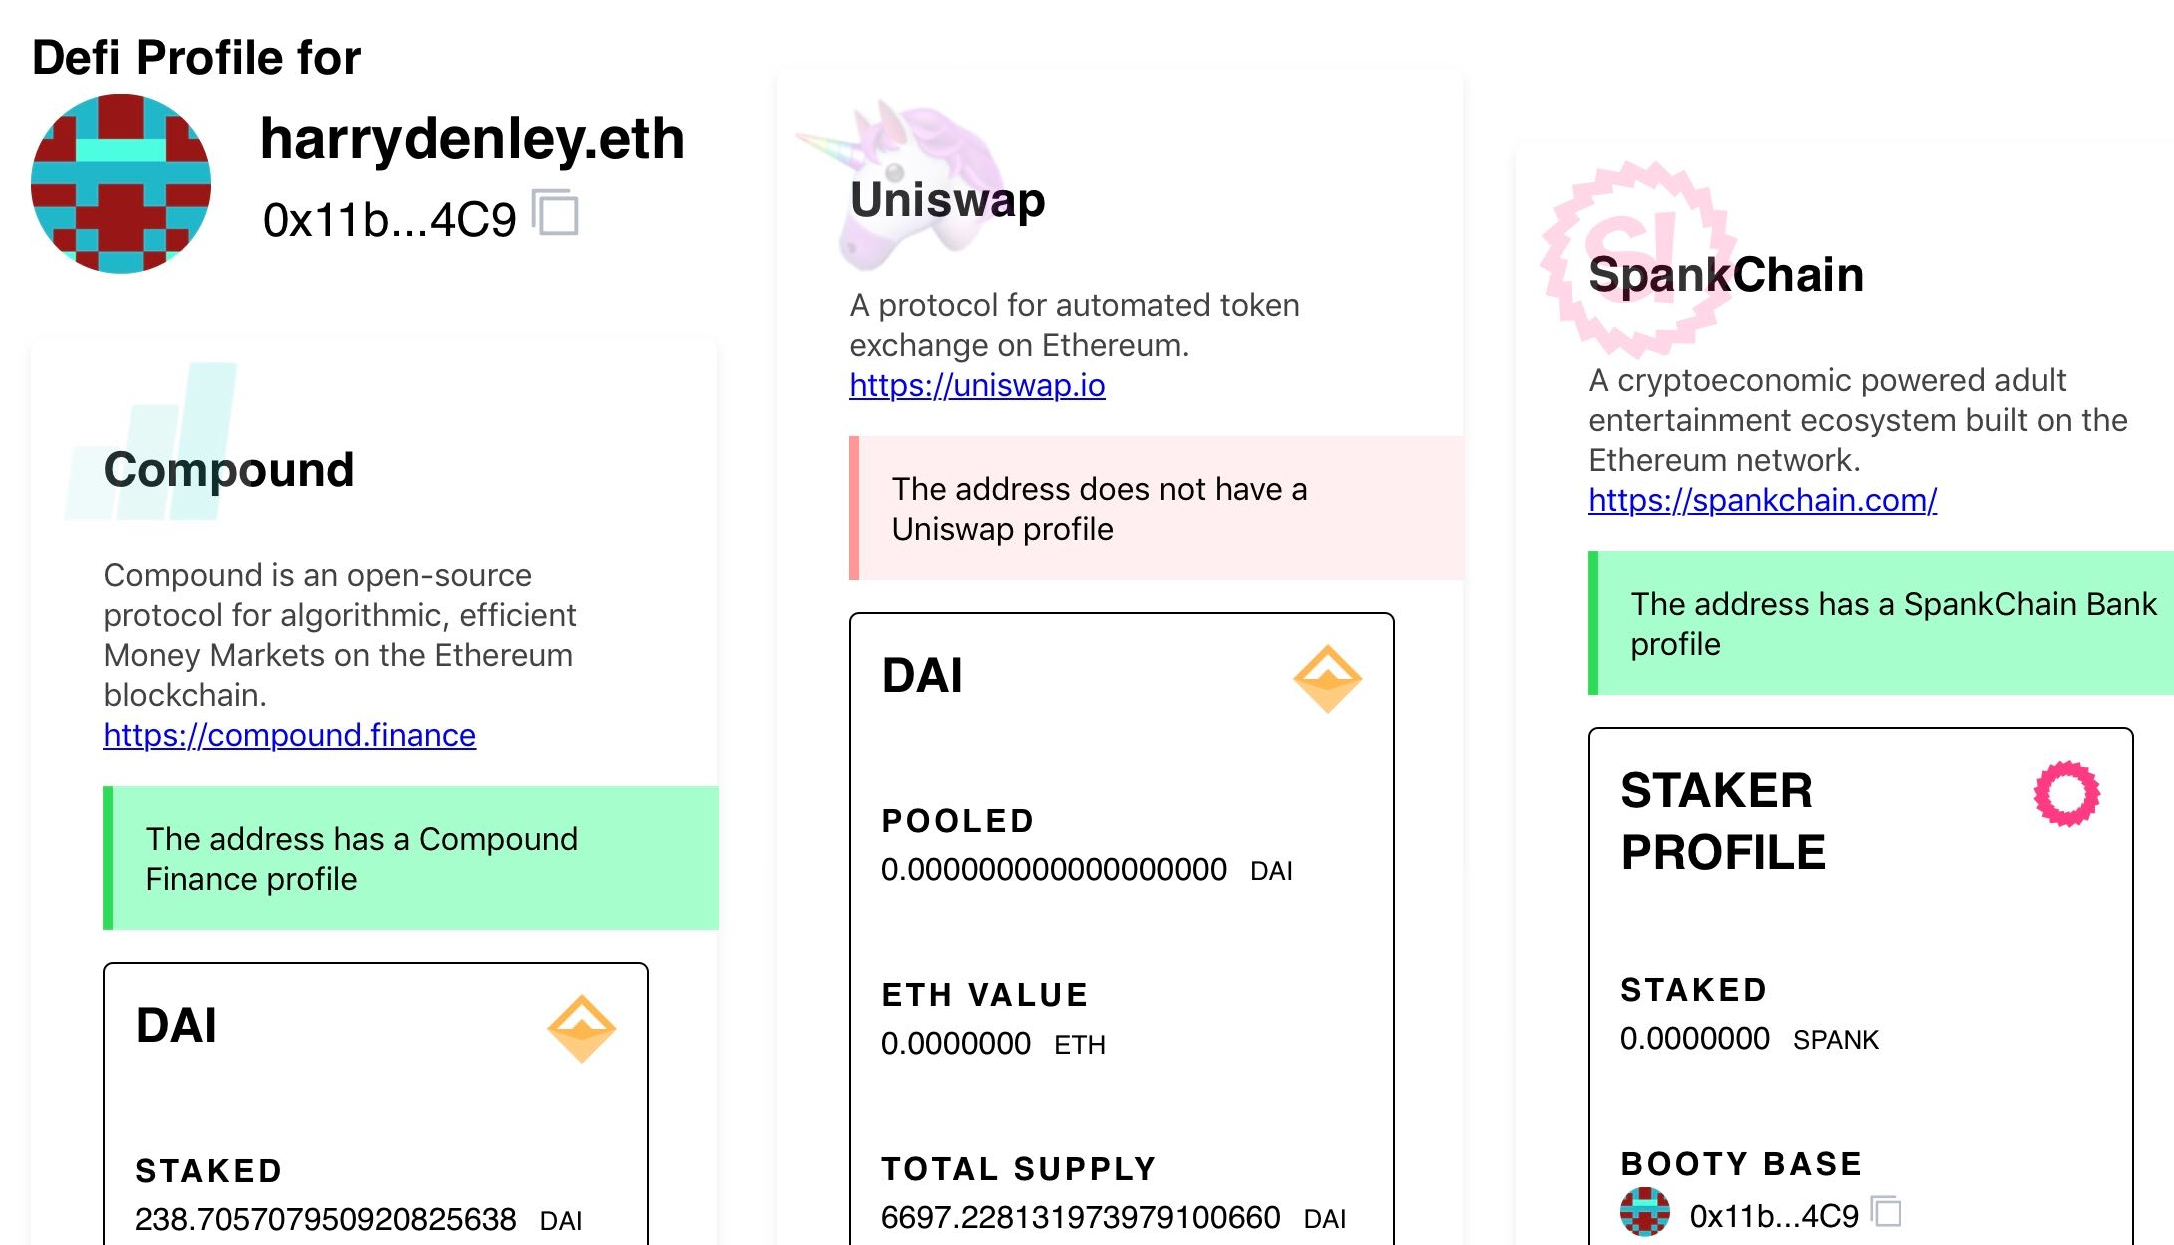 Defi Profile for
harrydenley.eth
0x11b...4C9
Compound
Compound is an open-source
protocol for algorithmic, efficient
Money Markets on the Ethereum
blockchain.
https://compound.finance
The address has a Compound
Finance profile
DAI
STAKED
238.705707950920825638 DAI
Uniswap
A protocol for automated token
exchange on Ethereum.
https://uniswap.io
The address does not have a
Uniswap profile
DAI
POOLED
0.000000000000000000 DAI
ETH VALUE
0.0000000 ETH
TOTAL SUPPLY
6697.228131973979100660 DAI
SpankChain
A cryptoeconomic powered adult
entertainment ecosystem built on the
Ethereum network.
https://spankchain.com/
The address has a SpankChain Bank
profile
STAKER
PROFILE
STAKED
0.0000000 SPANK
BOOTY BASE
0x11b...4C9